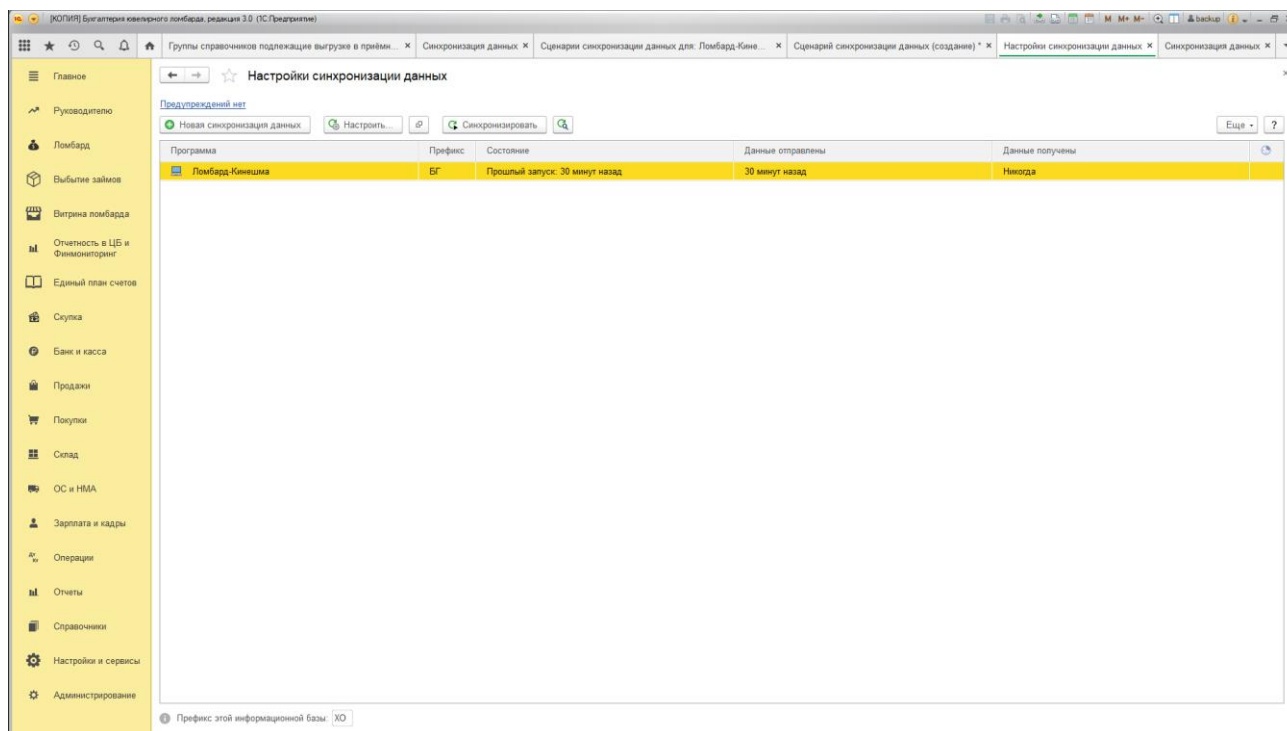 [КОПИЯ] Бухгалтерия ювелирного ломбарда, редакция 3.0 (1С:Предприятие)
M M+ M- backup
Группы справочников подлежащие выгрузке в приёмн... × Синхронизация данных × Сценарии синхронизации данных для: Ломбард-Кине... × Сценарий синхронизации данных (создание) * × Настройки синхронизации данных × Синхронизация данных ×
Главное
Руководителю
Ломбард
Выбытие займов
Витрина ломбарда
Отчетность в ЦБ и
Финмониторинг
Единый план счетов
Скупка
Банк и касса
Продажи
Покупки
Склад
ОС и НМА
Зарплата и кадры
Операции
Отчеты
Справочники
Настройки и сервисы
Администрирование
Настройки синхронизации данных
Предупреждений нет
Новая синхронизация данных Настроить... Синхронизировать Еще ?
Программа Префикс Состояние Данные отправлены Данные получены
Ломбард-Кинешма БГ Прошлый запуск: 30 минут назад 30 минут назад Никогда
Префикс этой информационной базы: ХО